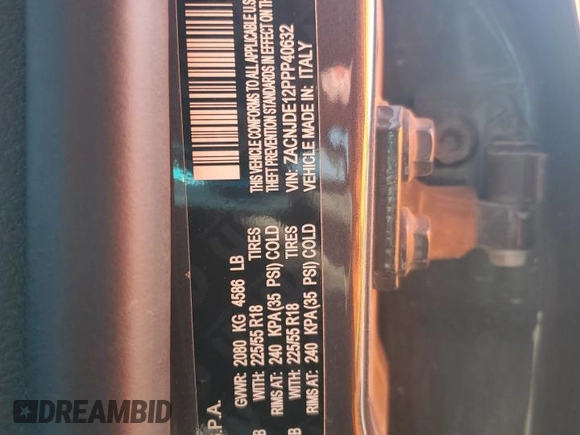 THIS VEHICLE CONFORMS TO ALL APPLICABLE U.S.
THEFT PREVENTION STANDARDS IN EFFECT ON THE
VIN: ZACNJDE12PPP40632
VEHICLE MADE IN: ITALY
.P.A.
GVWR: 2080 KG 4586 LB
WITH: 225/55 R18 TIRES
RIMS AT: 240 KPA(35 PSI) COLD
WITH: 225/55 R18 TIRES
RIMS AT: 240 KPA(35 PSI) COLD
B
B
DREAMBID